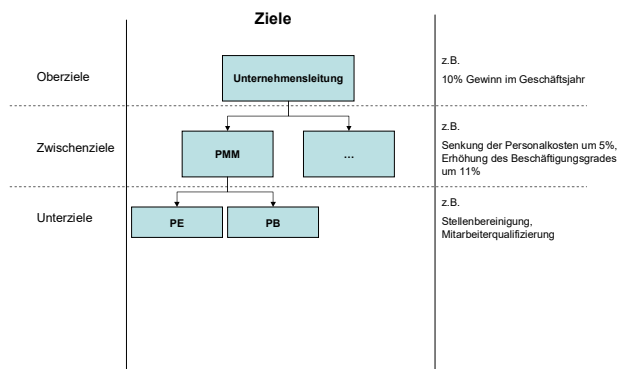 Ziele
Oberziele
Unternehmensleitung
z.B.
10% Gewinn im Geschäftsjahr
Zwischenziele
PMM
...
z.B.
Senkung der Personalkosten um 5%,
Erhöhung des Beschäftigungsgrades
um 11%
Unterziele
PE
PB
z.B.
Stellenbereinigung,
Mitarbeiterqualifizierung